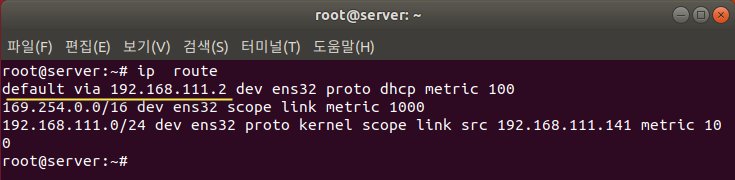 root@server: ~
파일(F) 편집(E) 보기(V) 검색(S) 터미널(T) 도움말(H)
root@server:~# ip  route
default via 192.168.111.2 dev ens32 proto dhcp metric 100
169.254.0.0/16 dev ens32 scope link metric 1000
192.168.111.0/24 dev ens32 proto kernel scope link src 192.168.111.141 metric 10
0
root@server:~#